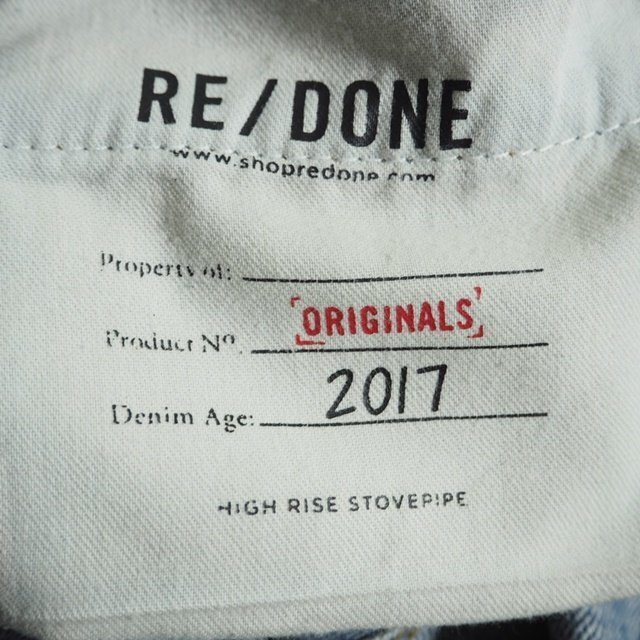 RE/DONE
www.shopredone.com
Property of:
Product Nº. ORIGINALS
Denim Age: 2017
HIGH RISE STOVEPIPE